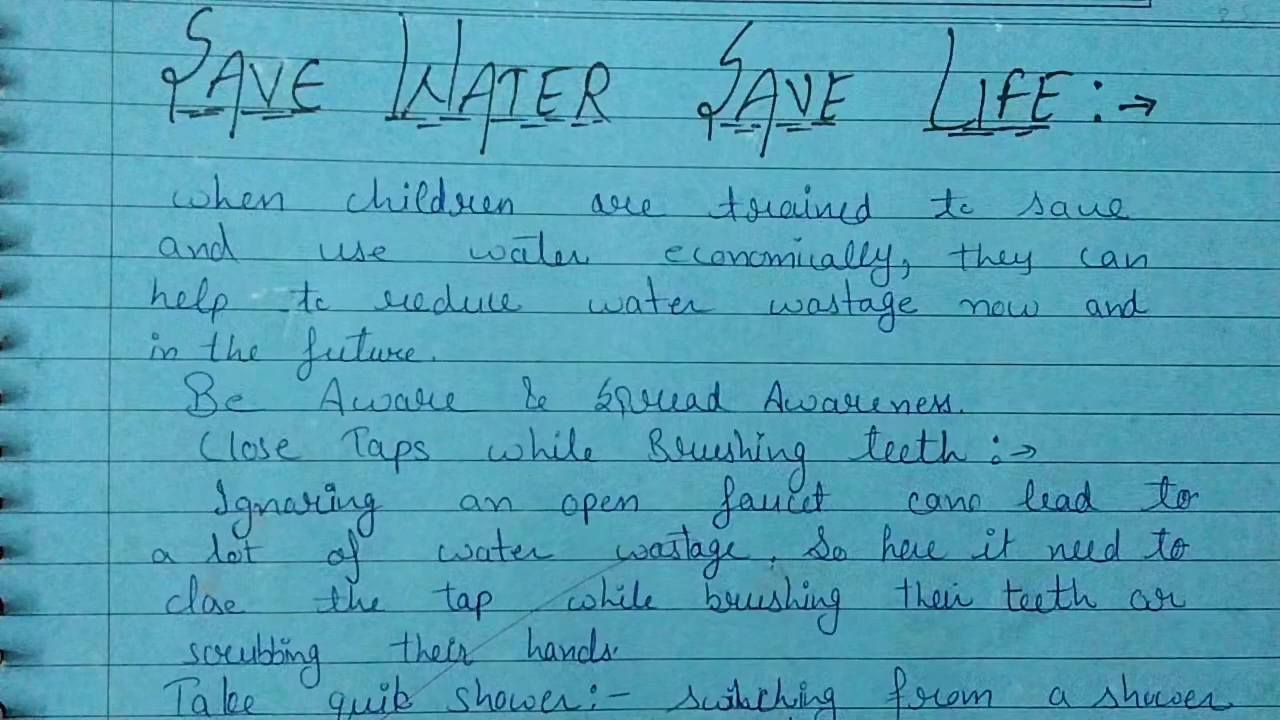 SAVE WATER SAVE LIFE:→
when children are trained to save
and use water economically, they can
help to reduce water wastage now and
in the future.
Be Aware & Spread Awareness.
Close Taps while Brushing teeth:→
Ignaring an open faucet cano lead to
a lot of water wastage. So here it need to
cloe the tap while brushing their teeth or
scrubbing their hands.
Take quik shower:- switching from a shower